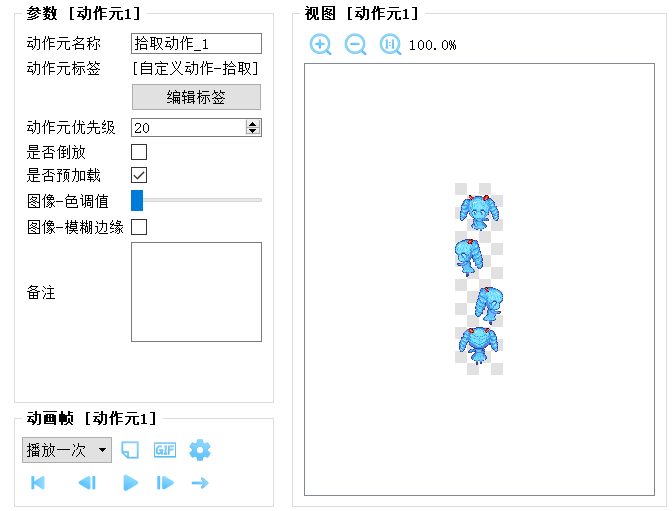 参数 [动作元1]
动作元名称 拾取动作_1
动作元标签 [自定义动作-拾取]
编辑标签
动作元优先级 20
是否倒放
是否预加载
图像-色调值
图像-模糊边缘
备注
动画帧 [动作元1]
播放一次 GIF
视图 [动作元1]
1:1 100.0%